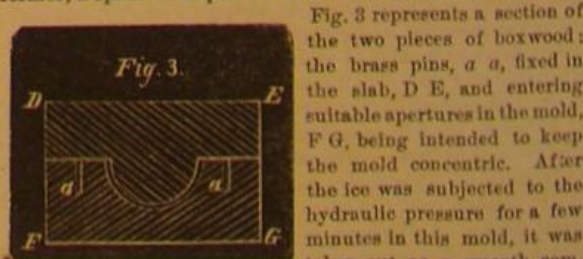 Fig. 3.
D E
a a
F G
Fig. 3 represents a section of
the two pieces of boxwood;
the brass pins, a a, fixed in
the slab, D E, and entering
suitable apertures in the mold,
F G, being intended to keep
the mold concentric. After
the ice was subjected to the
hydraulic pressure for a few
minutes in this mold, it was